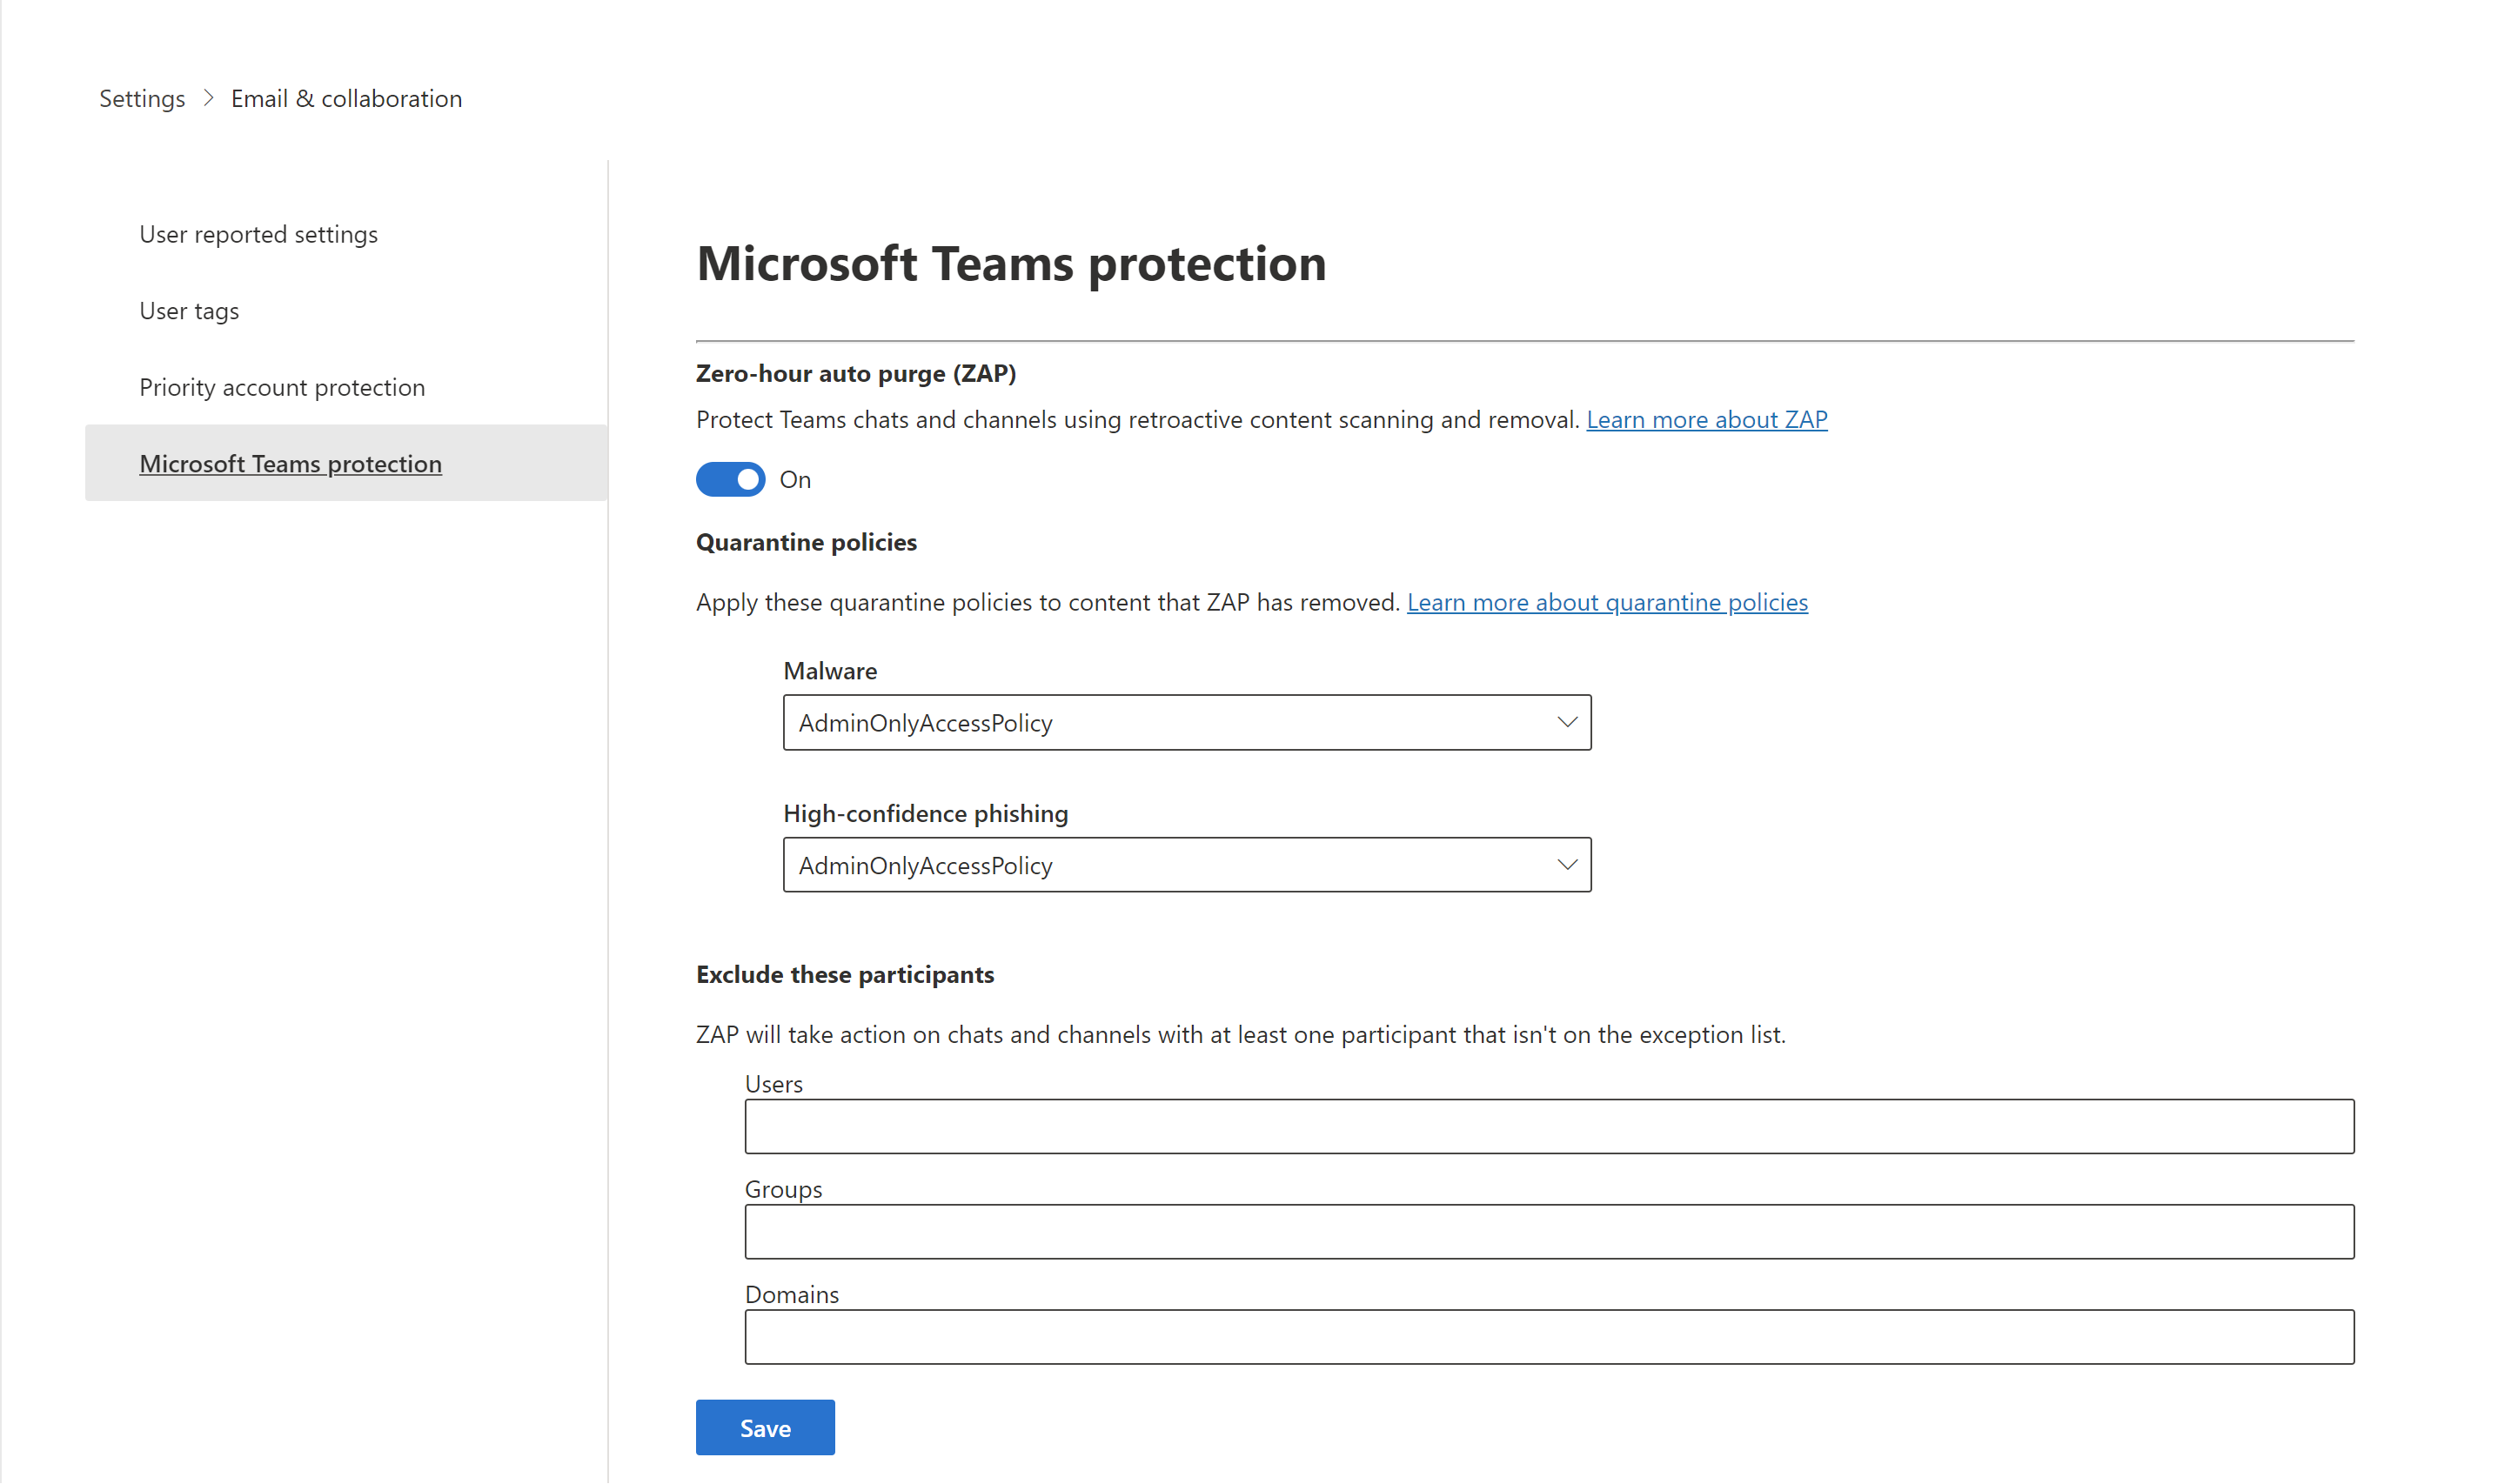 Settings > Email & collaboration
User reported settings
User tags
Priority account protection
Microsoft Teams protection
Microsoft Teams protection
Zero-hour auto purge (ZAP)
Protect Teams chats and channels using retroactive content scanning and removal. Learn more about ZAP
On
Quarantine policies
Apply these quarantine policies to content that ZAP has removed. Learn more about quarantine policies
Malware
AdminOnlyAccessPolicy
High-confidence phishing
AdminOnlyAccessPolicy
Exclude these participants
ZAP will take action on chats and channels with at least one participant that isn't on the exception list.
Users
Groups
Domains
Save